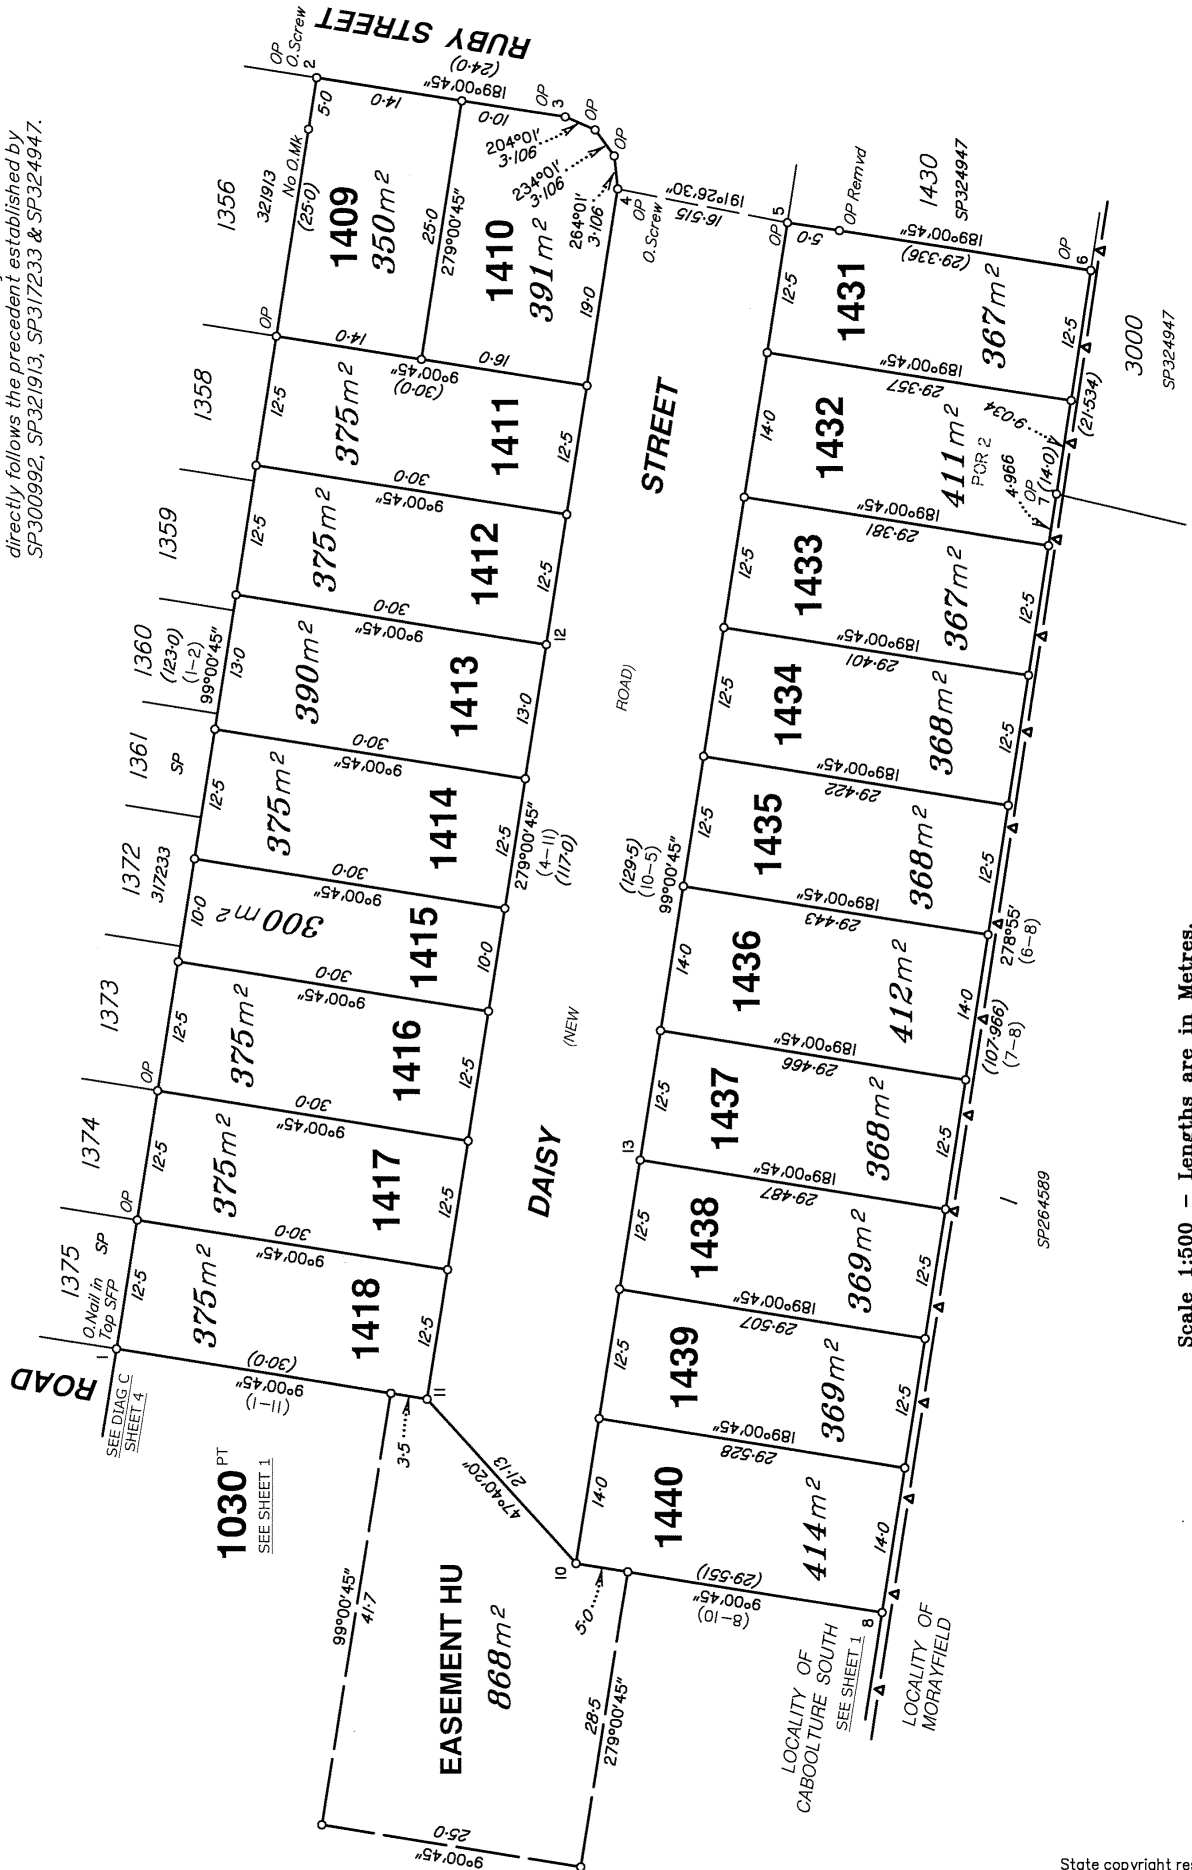 directly follows the precedent established by
SP300992, SP321913, SP317233 & SP324947.
RUBY STREET
(24·0)
189°00'45"
OP
O.Screw
2
5·0
14·0
10·0
OP
3
OP
OP
204°01'
3·106
234°01'
3·106
264°01'
3·106
4
OP
O.Screw
16·515
191°26'30"
1356
321913
No O.Mk
(25·0)
1409
350m²
25·0
279°00'45"
1410
391m²
19·0
OP
14·0
16·0
(30·0)
9°00'45"
1358
12·5
375m²
1411
12·5
30·0
9°00'45"
1359
12·5
375m²
1412
12·5
30·0
9°00'45"
12
1360
(123·0)
(1–2)
99°00'45"
13·0
390m²
1413
13·0
30·0
9°00'45"
1361
SP
12·5
375m²
1414
12·5
279°00'45"
(4–11)
(117·0)
30·0
9°00'45"
1372
317233
10·0
300m²
1415
10·0
30·0
9°00'45"
1373
12·5
375m²
1416
12·5
OP
30·0
9°00'45"
1374
12·5
375m²
1417
12·5
OP
30·0
9°00'45"
1375
SP
O.Nail in
Top SFP
12·5
375m²
1418
12·5
1
ROAD
SEE DIAG C
SHEET 4
(30·0)
9°00'45"
(11–1)
11
3·5
1030 PT
SEE SHEET 1
47°40'20"
21·13
99°00'45"
41·7
EASEMENT HU
868m²
25·0
9°00'45"
28·5
279°00'45"
DAISY
STREET
(NEW
ROAD)
5
OP
5·0
OP Remvd
1430
SP324947
189°00'45"
(29·336)
OP
6
12·5
1431
367m²
12·5
189°00'45"
29·357
14·0
1432
411m²
POR 2
9·034
4·966
OP
7
(14·0)
(21·534)
3000
SP324947
189°00'45"
29·381
12·5
1433
367m²
12·5
189°00'45"
29·401
12·5
1434
368m²
12·5
189°00'45"
29·422
(129·5)
(10–5)
99°00'45"
12·5
1435
368m²
12·5
278°55'
(6–8)
189°00'45"
29·443
14·0
1436
412m²
14·0
(107·966)
(7–8)
189°00'45"
29·466
12·5
1437
368m²
12·5
13
189°00'45"
29·487
12·5
1438
369m²
12·5
1
SP264589
189°00'45"
29·507
12·5
1439
369m²
12·5
189°00'45"
29·528
14·0
1440
414m²
14·0
10
5·0
(29·551)
9°00'45"
(8–10)
8
LOCALITY OF
CABOOLTURE SOUTH
SEE SHEET 1
LOCALITY OF
MORAYFIELD
Scale 1:500 – Lengths are in Metres.
State copyright re